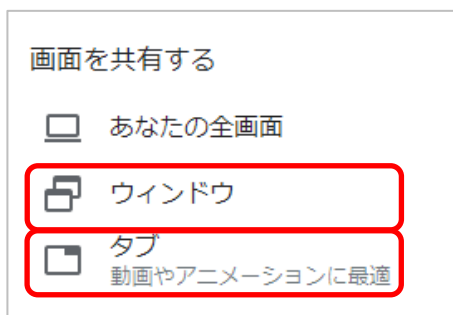 画面を共有する
あなたの全画面
ウィンドウ
タブ
動画やアニメーションに最適